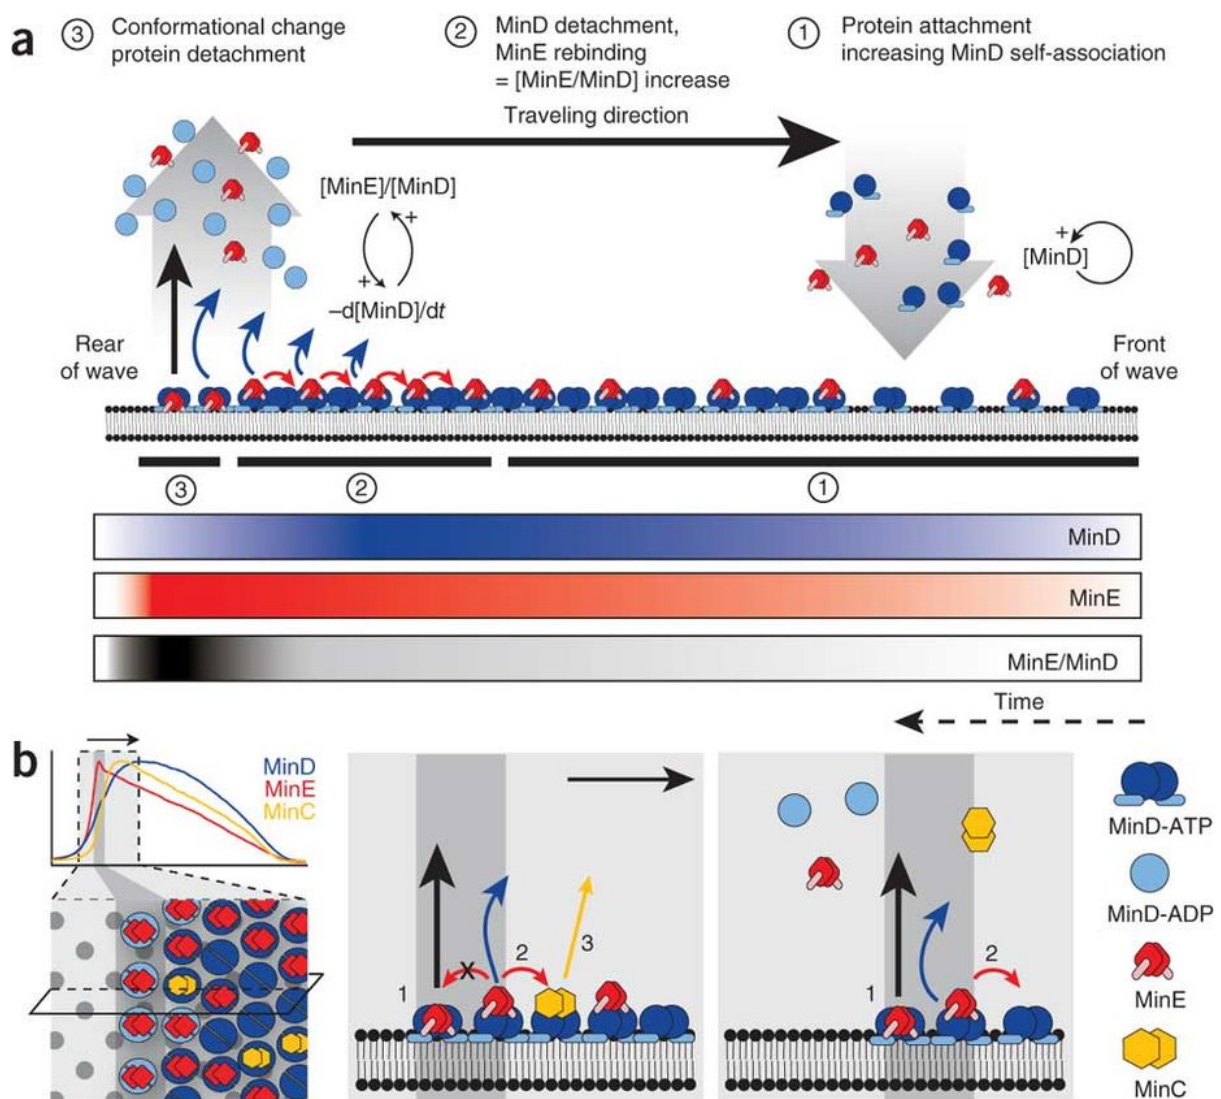 a
③ Conformational change
protein detachment
② MinD detachment,
MinE rebinding
= [MinE/MinD] increase
① Protein attachment
increasing MinD self-association
Traveling direction
[MinE]/[MinD]
+
+
–d[MinD]/dt
+
[MinD]
Rear
of wave
Front
of wave
③
②
①
MinD
MinE
MinE/MinD
Time
b
MinD
MinE
MinC
1
X
2
3
1
2
MinD-ATP
MinD-ADP
MinE
MinC